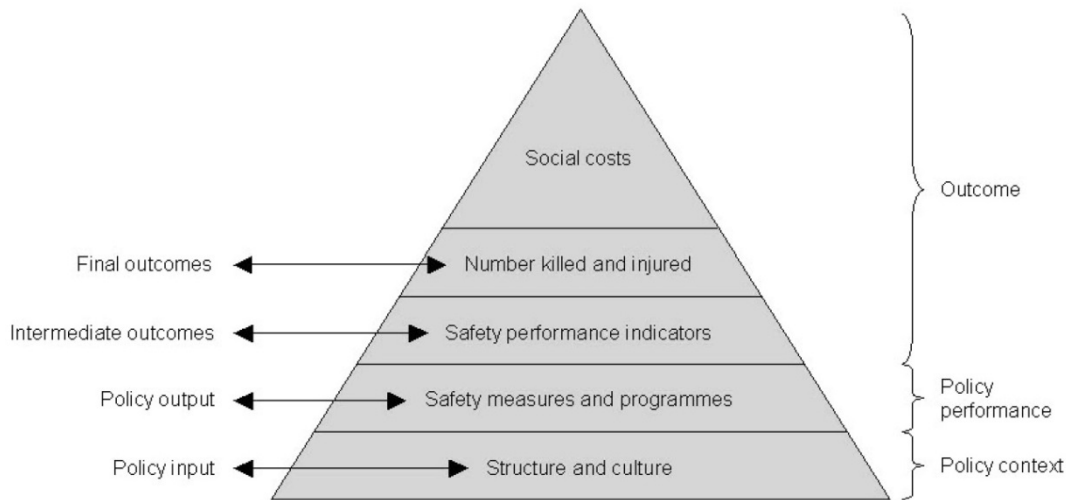 Social costs
Outcome
Final outcomes
Number killed and injured
Intermediate outcomes
Safety performance indicators
Policy output
Safety measures and programmes
Policy
performance
Policy input
Structure and culture
Policy context